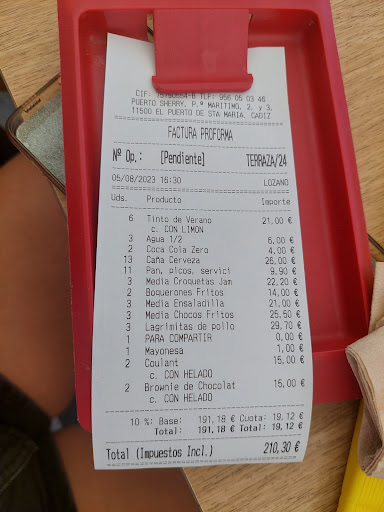 CIF: 75790554-B TLF: 956 05 03 46
PUERTO SHERRY, P.º MARITIMO, 2, y 3,
11500 EL PUERTO DE STA MARIA, CADIZ
FACTURA PROFORMA
Nº Op.: [Pendiente] TERRAZA/24
05/08/2023 16:30 LOZANO
Uds. Producto Importe
6 Tinto de Verano 21,00 €
c. CON LIMON
3 Agua 1/2 6,00 €
2 Coca Cola Zero 4,00 €
13 Caña Cerveza 26,00 €
11 Pan, picos, servici 9,90 €
3 Media Croquetas Jam 22,20 €
2 Boquerones Fritos 14,00 €
3 Media Ensaladilla 21,00 €
3 Media Chocos Fritos 25,50 €
3 Lagrimitas de pollo 29,70 €
1 PARA COMPARTIR 0,00 €
1 Mayonesa 1,00 €
2 Coulant 15,00 €
c. CON HELADO
2 Brownie de Chocolat 15,00 €
c. CON HELADO
10 %: Base: 191,18 € Cuota: 19,12 €
Total: 191,18 € Total: 19,12 €
Total (Impuestos Incl.) 210,30 €